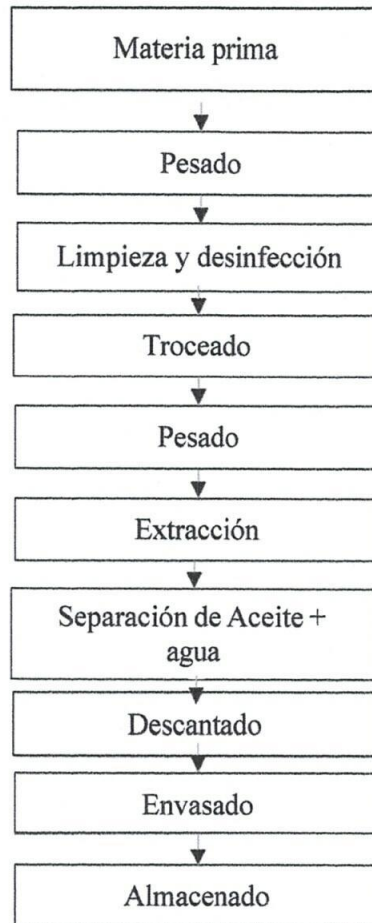 Materia prima
Pesado
Limpieza y desinfección
Troceado
Pesado
Extracción
Separación de Aceite +
agua
Descantado
Envasado
Almacenado